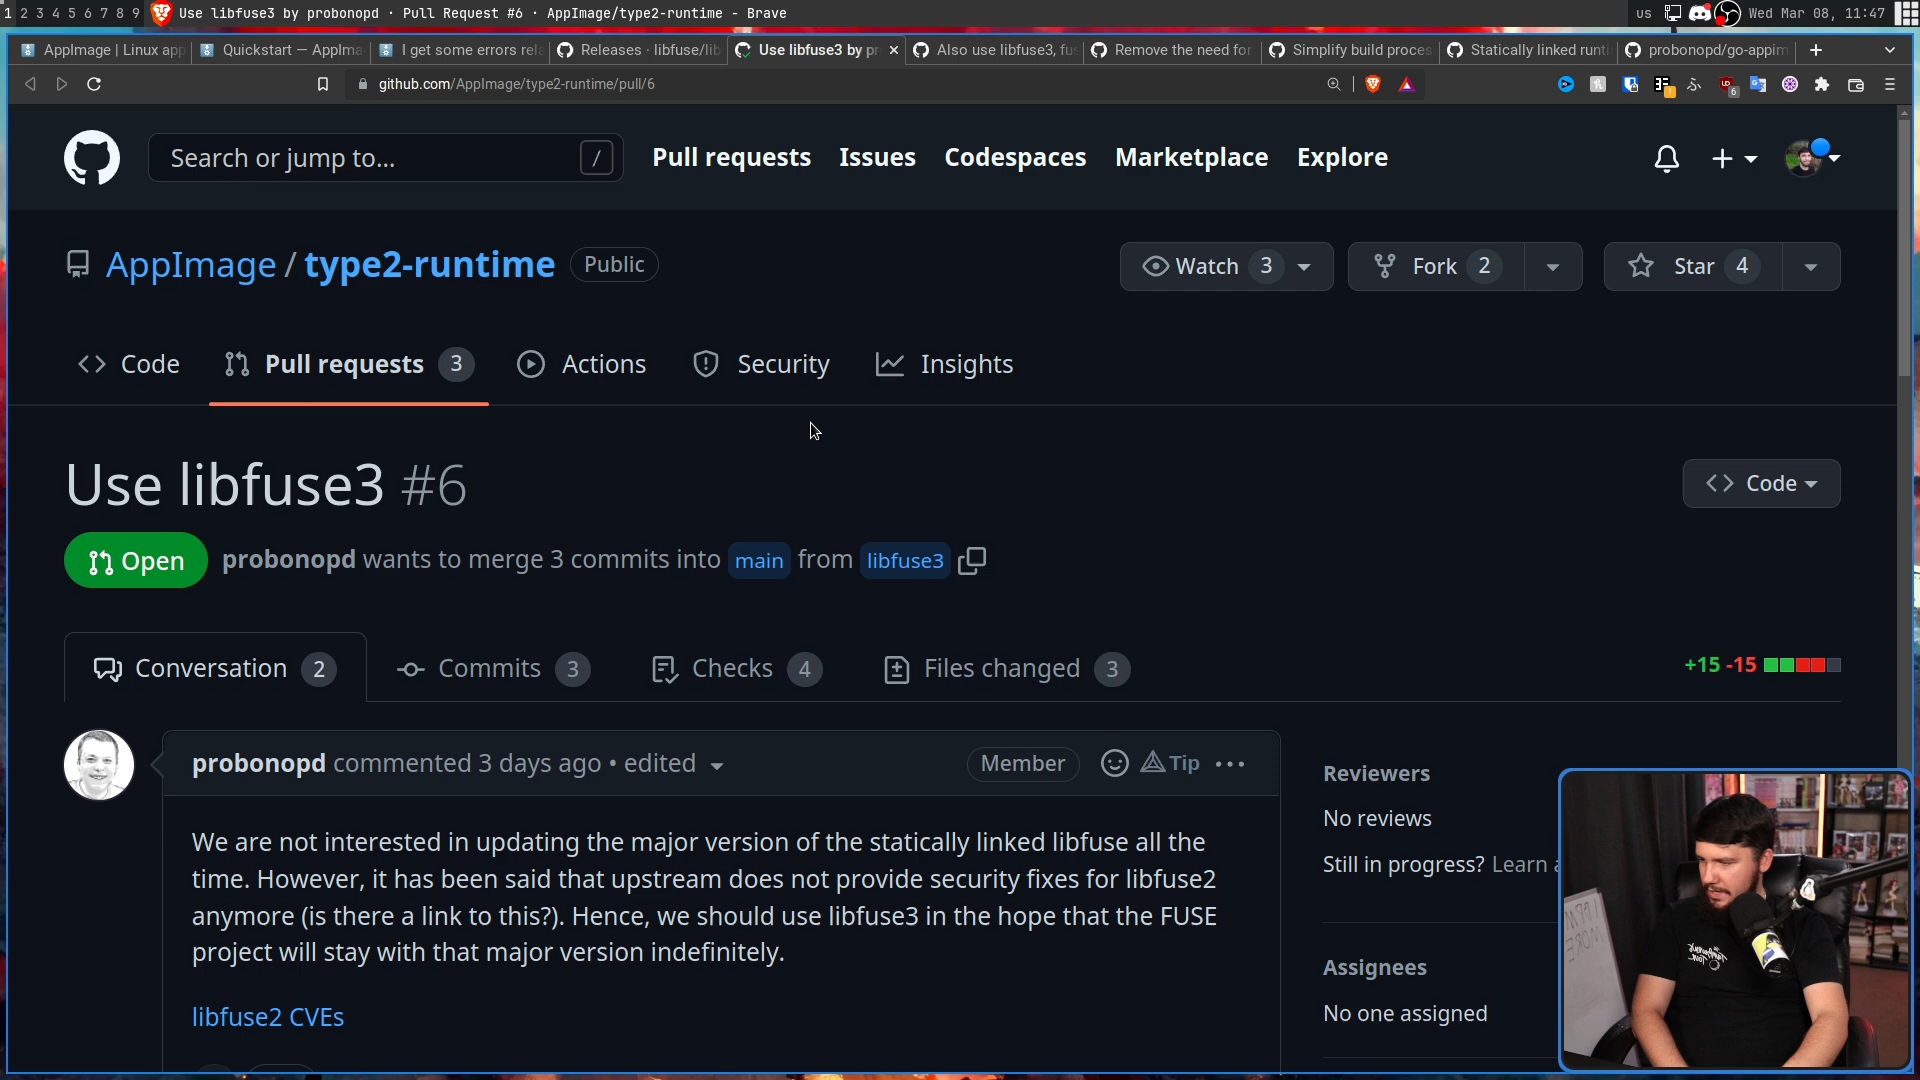 1 2 3 4 5 6 7 8 9 Use libfuse3 by probonopd · Pull Request #6 · AppImage/type2-runtime - Brave us Wed Mar 08, 11:47
AppImage | Linux app Quickstart — AppIma I get some errors rela Releases · libfuse/lib Use libfuse3 by pr Also use libfuse3, fus Remove the need for Simplify build proces Statically linked runti probonopd/go-appim
github.com/AppImage/type2-runtime/pull/6
Search or jump to... / Pull requests Issues Codespaces Marketplace Explore
AppImage / type2-runtime Public Watch 3 Fork 2 Star 4
Code Pull requests 3 Actions Security Insights
Use libfuse3 #6 Code
Open probonopd wants to merge 3 commits into main from libfuse3
Conversation 2 Commits 3 Checks 4 Files changed 3 +15 -15
probonopd commented 3 days ago • edited Member Tip
We are not interested in updating the major version of the statically linked libfuse all the
time. However, it has been said that upstream does not provide security fixes for libfuse2
anymore (is there a link to this?). Hence, we should use libfuse3 in the hope that the FUSE
project will stay with that major version indefinitely.
libfuse2 CVEs
Reviewers
No reviews
Still in progress? Learn
Assignees
No one assigned